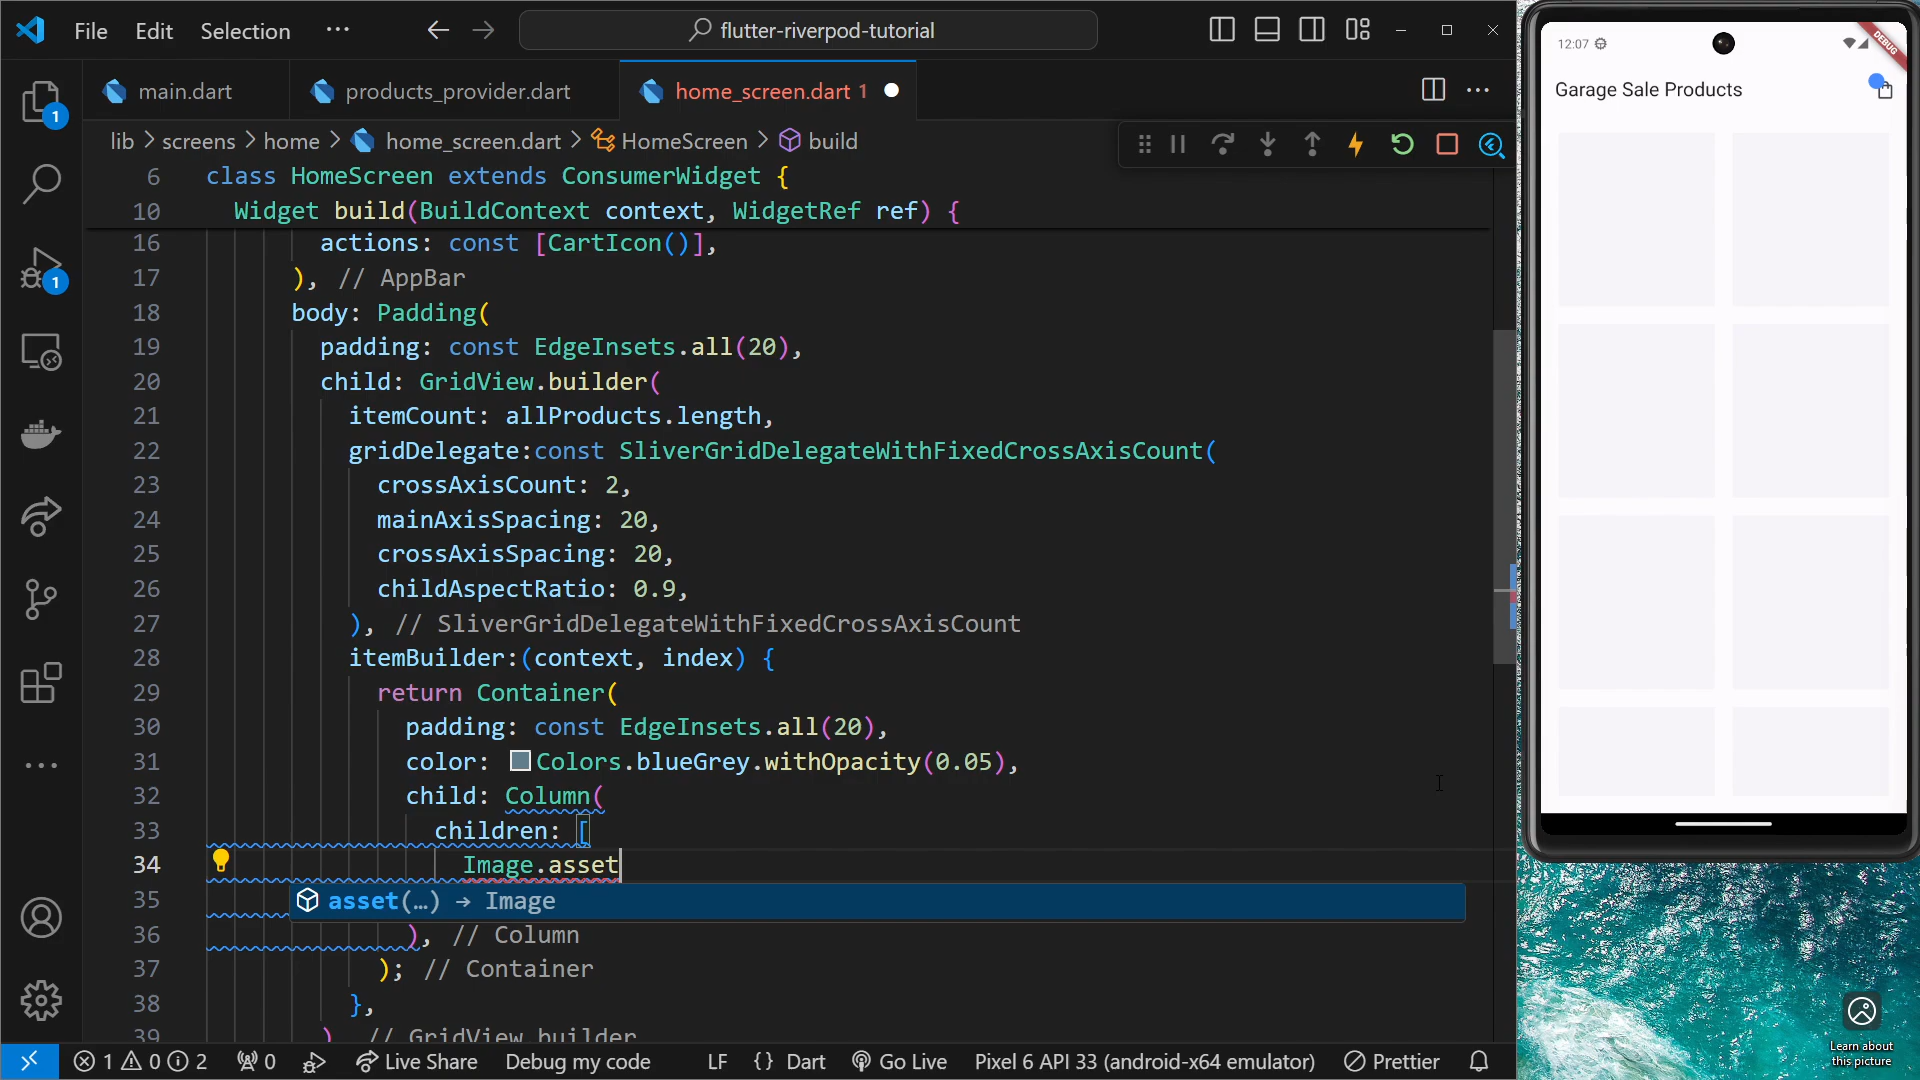 File Edit Selection ···
flutter-riverpod-tutorial
main.dart
products_provider.dart
home_screen.dart 1
lib > screens > home > home_screen.dart > HomeScreen > build
6 class HomeScreen extends ConsumerWidget {
10 Widget build(BuildContext context, WidgetRef ref) {
16 actions: const [CartIcon()],
17 ), // AppBar
18 body: Padding(
19 padding: const EdgeInsets.all(20),
20 child: GridView.builder(
21 itemCount: allProducts.length,
22 gridDelegate:const SliverGridDelegateWithFixedCrossAxisCount(
23 crossAxisCount: 2,
24 mainAxisSpacing: 20,
25 crossAxisSpacing: 20,
26 childAspectRatio: 0.9,
27 ), // SliverGridDelegateWithFixedCrossAxisCount
28 itemBuilder:(context, index) {
29 return Container(
30 padding: const EdgeInsets.all(20),
31 color: Colors.blueGrey.withOpacity(0.05),
32 child: Column(
33 children: [
34 Image.asset
35 asset(…) → Image
36 ), // Column
37 ); // Container
38 },
39 ) // GridView.builder
1
1
1 0 2 0 Live Share Debug my code LF {} Dart Go Live Pixel 6 API 33 (android-x64 emulator) Prettier
12:07
DEBUG
Garage Sale Products
Learn about
this picture